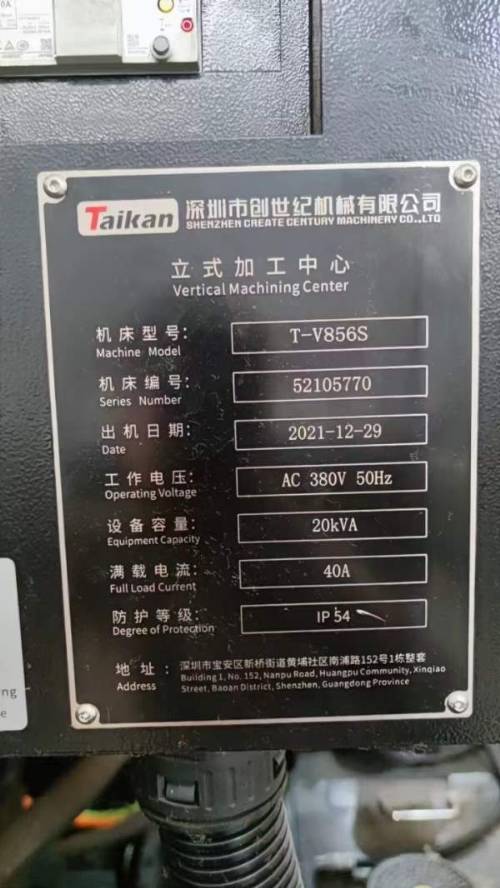 Taikan
深圳市创世纪机械有限公司
SHENZHEN CREATE CENTURY MACHINERY CO.,LTD
立式加工中心
Vertical Machining Center
机床型号: T-V856S
Machine Model
机床编号: 52105770
Series Number
出机日期: 2021-12-29
Date
工作电压: AC 380V 50Hz
Operating Voltage
设备容量: 20kVA
Equipment Capacity
满载电流: 40A
Full Load Current
防护等级: IP 54
Degree of Protection
地址: 深圳市宝安区新桥街道黄埔社区南浦路152号1栋整套
Address Building 1, No. 152, Nanpu Road, Huangpu Community, Xinqiao
Street, Baoan District, Shenzhen, Guangdong Province